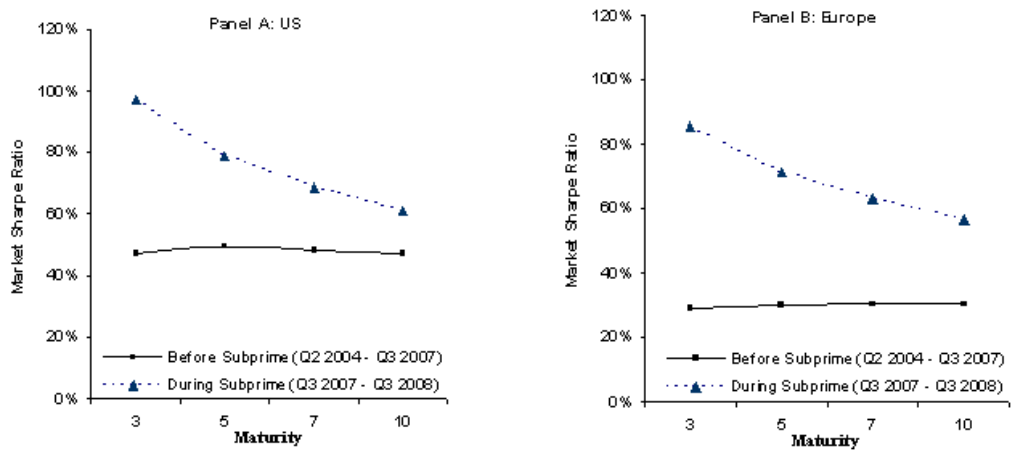 Panel A: US
120%
100%
80%
60%
40%
20%
0%
Market Sharpe Ratio
Before Subprime (Q2 2004 - Q3 2007)
During Subprime (Q3 2007 - Q3 2008)
3 5 7 10
Maturity
Panel B: Europe
120%
100%
80%
60%
40%
20%
0%
Market Sharpe Ratio
Before Subprime (Q2 2004 - Q3 2007)
During Subprime (Q3 2007 - Q3 2008)
3 5 7 10
Maturity